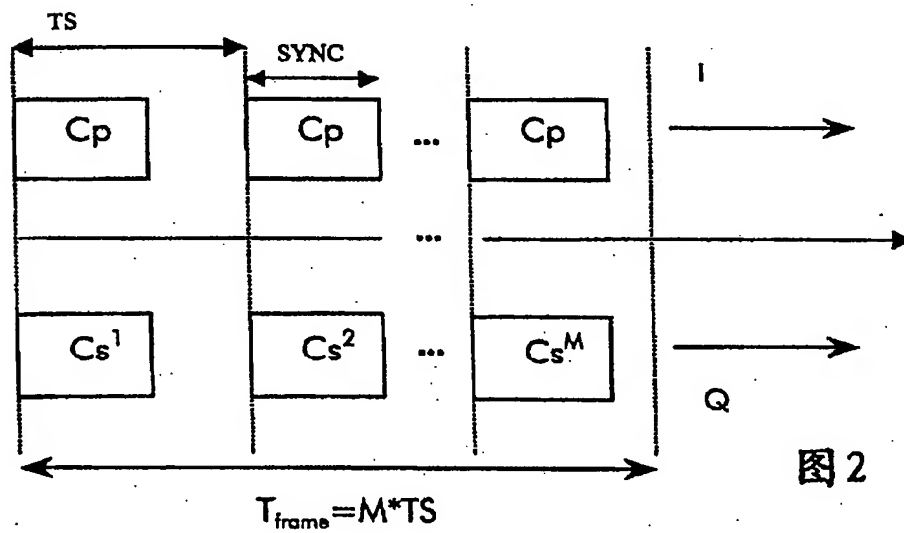 TS
SYNC
I
Cp Cp ... Cp
...
Cs¹ Cs² ... Csᴹ
Q
图2
T_frame=M*TS